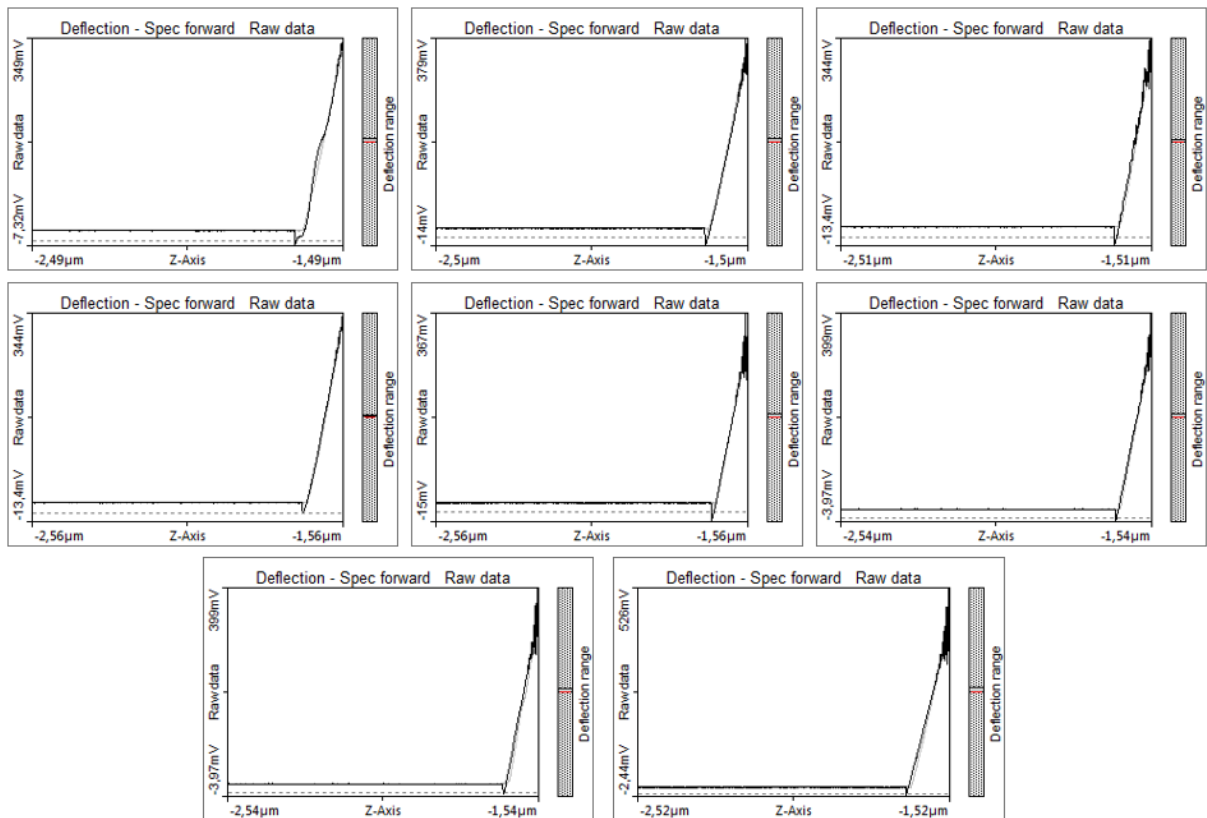 Deflection - Spec forward Raw data
349mV
Raw data
-7,32mV
-2,49µm Z-Axis -1,49µm
Deflection range
Deflection - Spec forward Raw data
379mV
Raw data
-14mV
-2,5µm Z-Axis -1,5µm
Deflection range
Deflection - Spec forward Raw data
344mV
Raw data
-13,4mV
-2,51µm Z-Axis -1,51µm
Deflection range
Deflection - Spec forward Raw data
344mV
Raw data
-13,4mV
-2,56µm Z-Axis -1,56µm
Deflection range
Deflection - Spec forward Raw data
367mV
Raw data
-15mV
-2,56µm Z-Axis -1,56µm
Deflection range
Deflection - Spec forward Raw data
399mV
Raw data
-3,97mV
-2,54µm Z-Axis -1,54µm
Deflection range
Deflection - Spec forward Raw data
399mV
Raw data
-3,97mV
-2,54µm Z-Axis -1,54µm
Deflection range
Deflection - Spec forward Raw data
526mV
Raw data
-2,44mV
-2,52µm Z-Axis -1,52µm
Deflection range